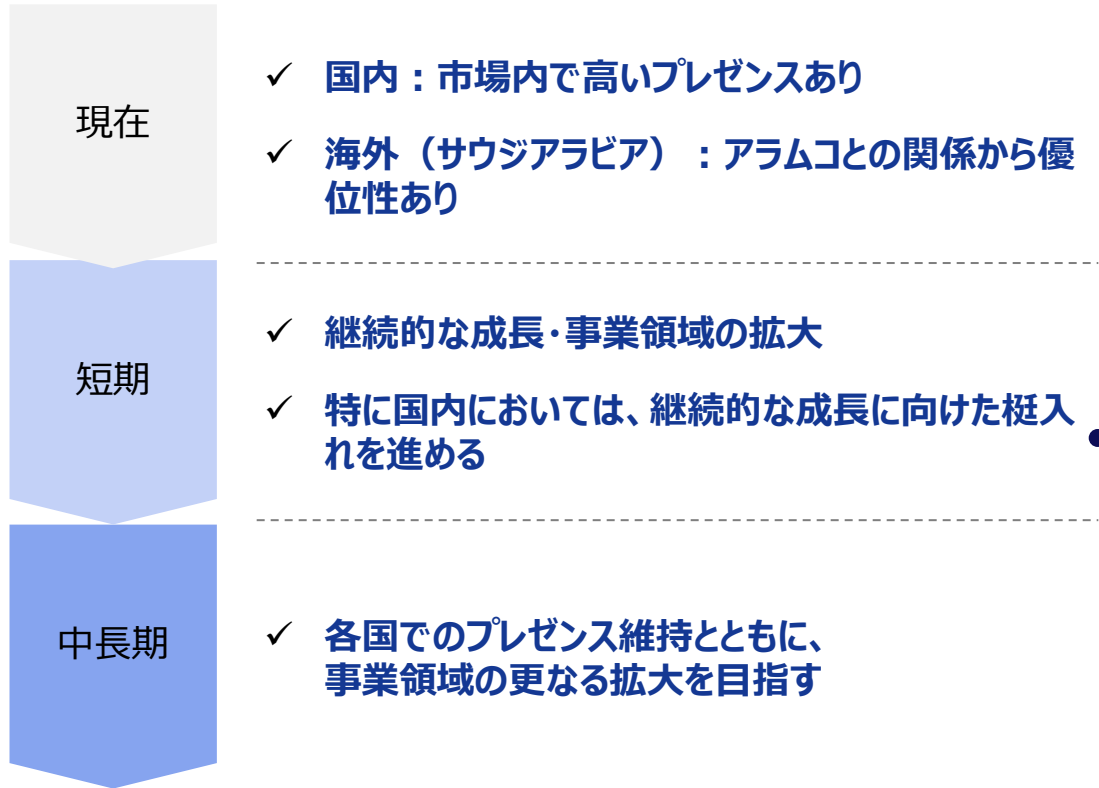 現在
✓ 国内：市場内で高いプレゼンスあり
✓ 海外（サウジアラビア）：アラムコとの関係から優
位性あり
短期
✓ 継続的な成長・事業領域の拡大
✓ 特に国内においては、継続的な成長に向けた梃入
れを進める
中長期
✓ 各国でのプレゼンス維持とともに、
事業領域の更なる拡大を目指す